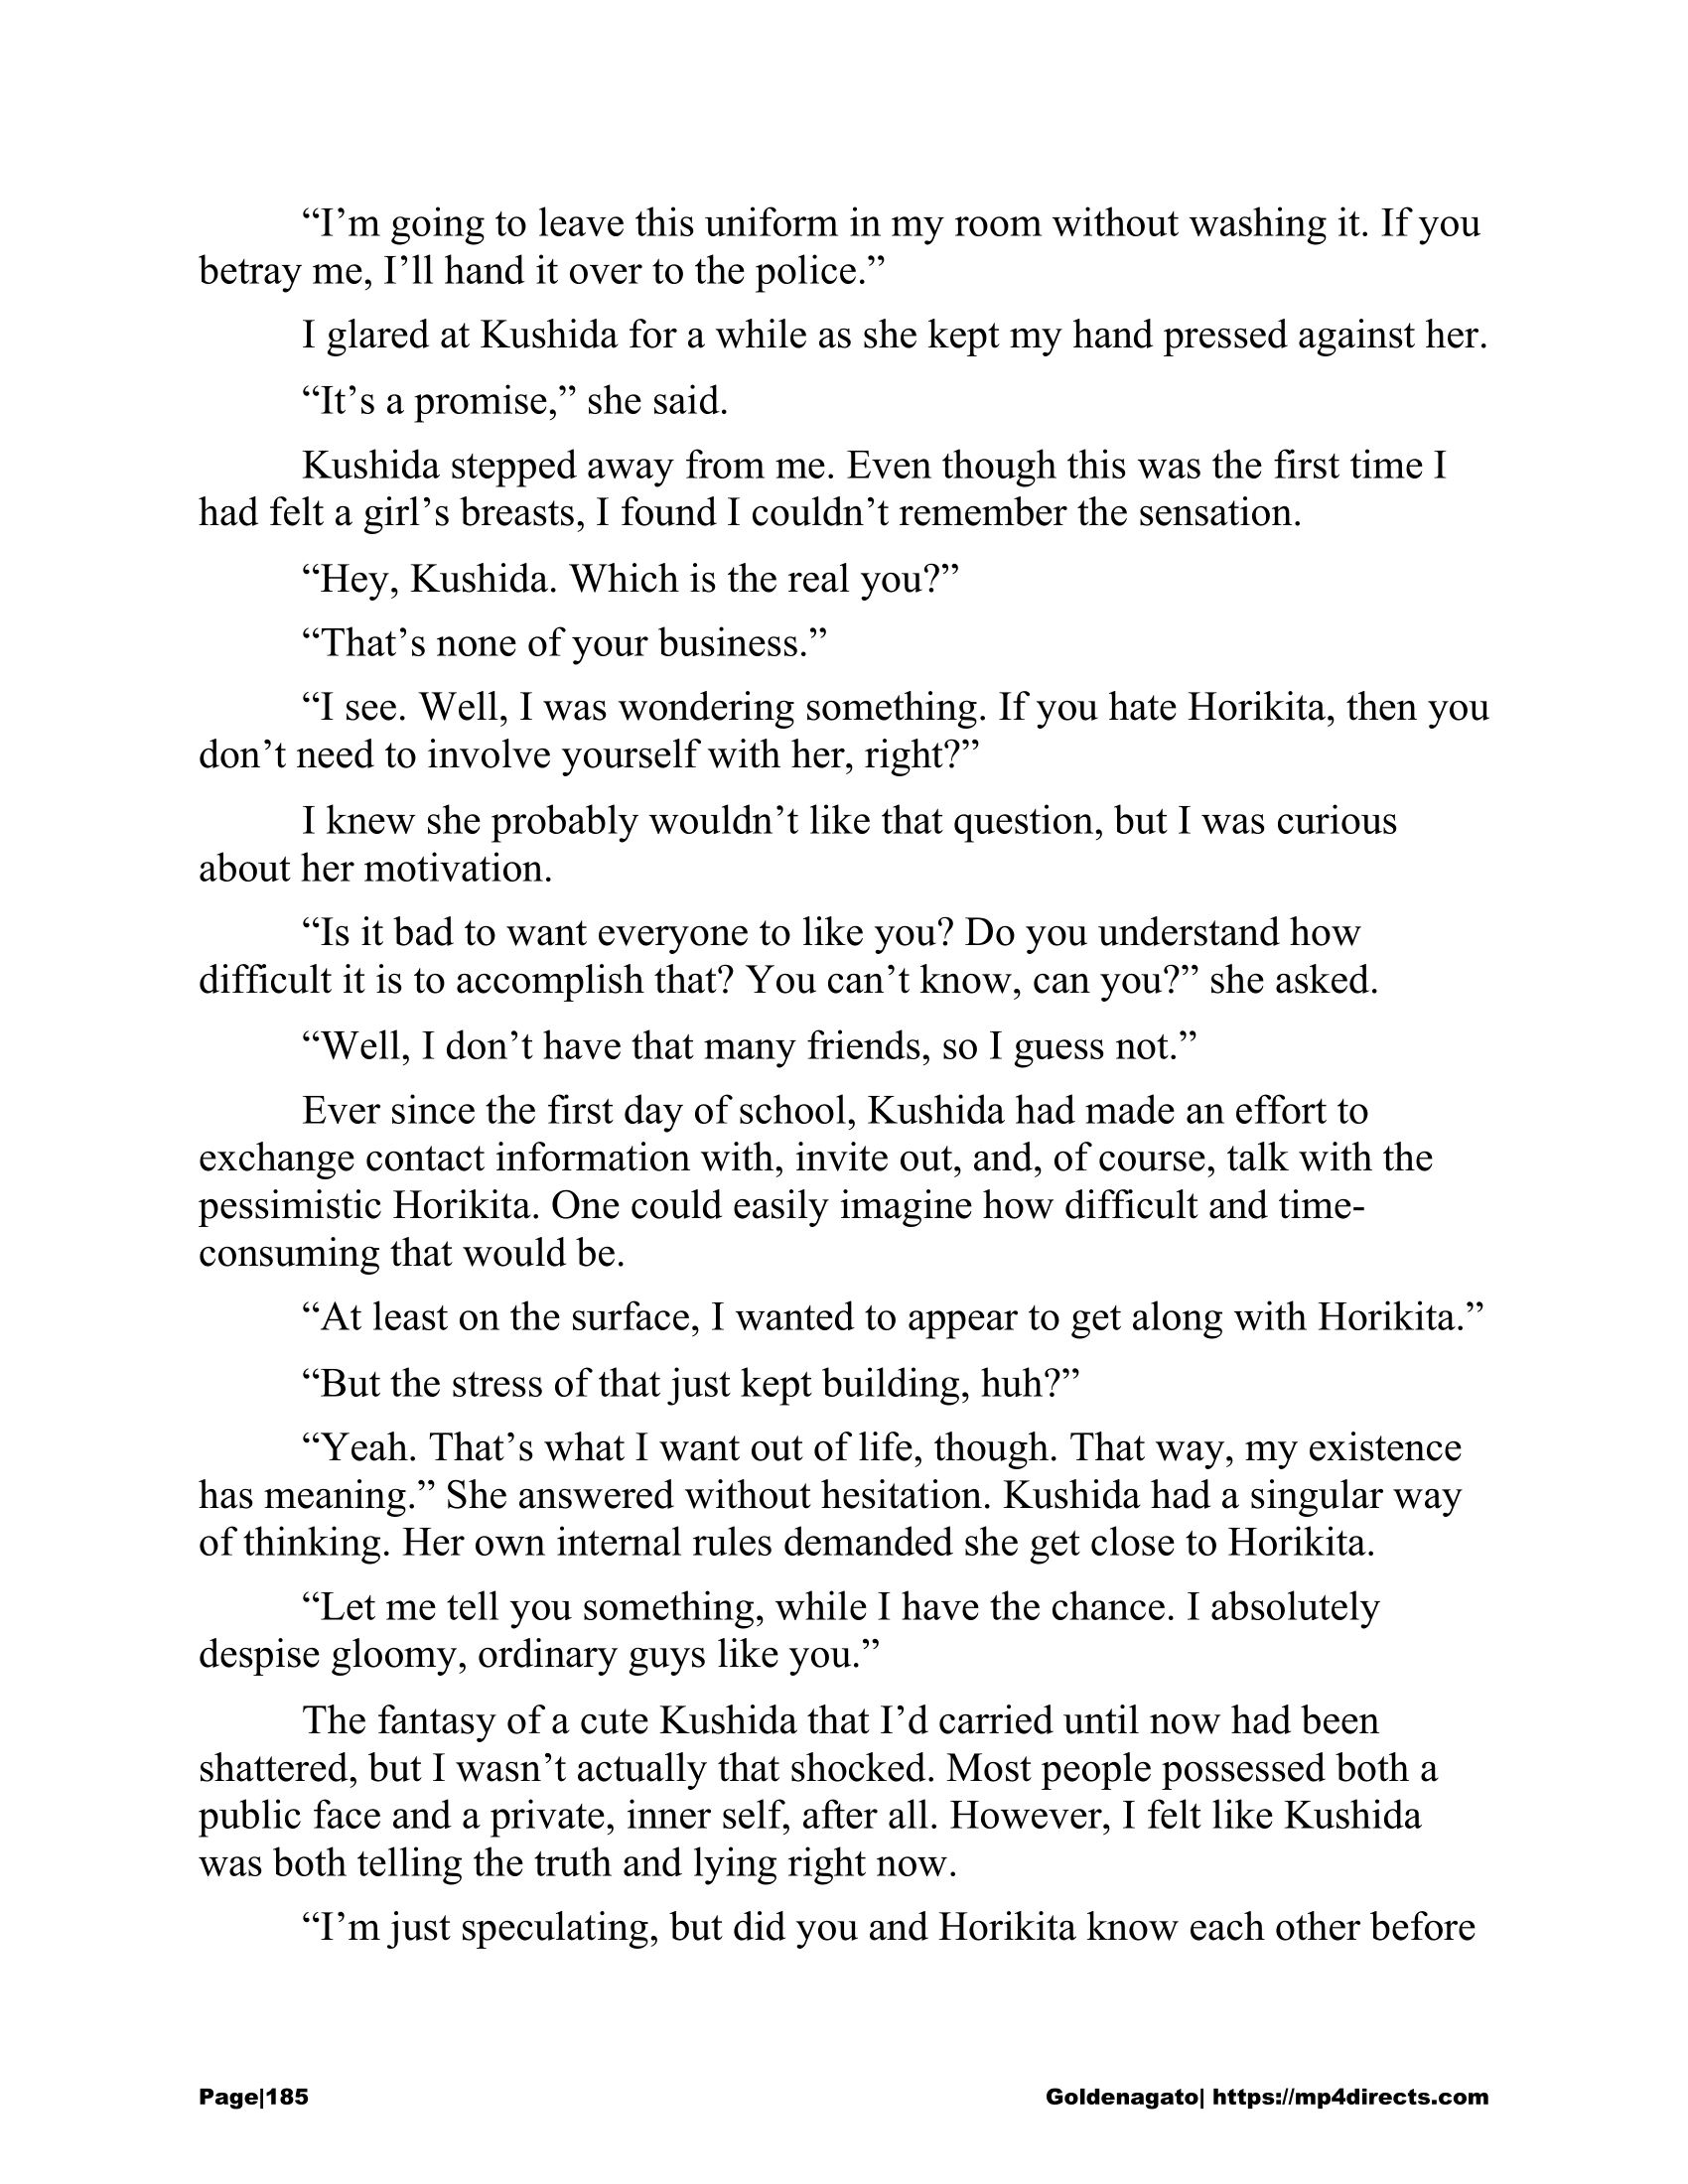 “I’m going to leave this uniform in my room without washing it. If you
betray me, I’ll hand it over to the police.”
I glared at Kushida for a while as she kept my hand pressed against her.
“It’s a promise,” she said.
Kushida stepped away from me. Even though this was the first time I
had felt a girl’s breasts, I found I couldn’t remember the sensation.
“Hey, Kushida. Which is the real you?”
“That’s none of your business.”
“I see. Well, I was wondering something. If you hate Horikita, then you
don’t need to involve yourself with her, right?”
I knew she probably wouldn’t like that question, but I was curious
about her motivation.
“Is it bad to want everyone to like you? Do you understand how
difficult it is to accomplish that? You can’t know, can you?” she asked.
“Well, I don’t have that many friends, so I guess not.”
Ever since the first day of school, Kushida had made an effort to
exchange contact information with, invite out, and, of course, talk with the
pessimistic Horikita. One could easily imagine how difficult and time-
consuming that would be.
“At least on the surface, I wanted to appear to get along with Horikita.”
“But the stress of that just kept building, huh?”
“Yeah. That’s what I want out of life, though. That way, my existence
has meaning.” She answered without hesitation. Kushida had a singular way
of thinking. Her own internal rules demanded she get close to Horikita.
“Let me tell you something, while I have the chance. I absolutely
despise gloomy, ordinary guys like you.”
The fantasy of a cute Kushida that I’d carried until now had been
shattered, but I wasn’t actually that shocked. Most people possessed both a
public face and a private, inner self, after all. However, I felt like Kushida
was both telling the truth and lying right now.
“I’m just speculating, but did you and Horikita know each other before
Page|185 Goldenagato| https://mp4directs.com